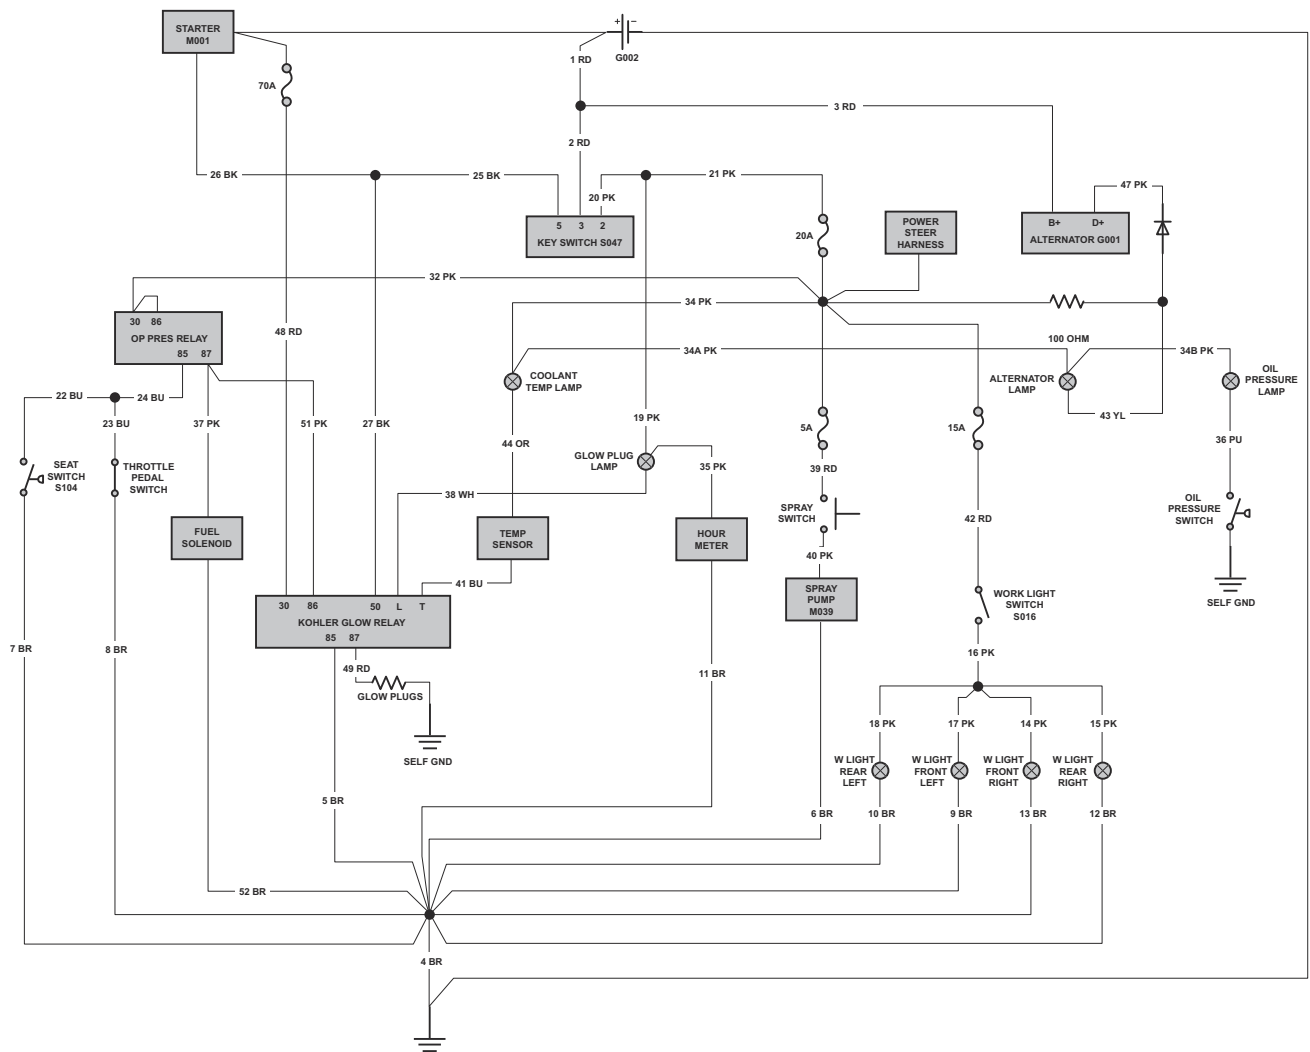 STARTER
M001
+ −
G002
1 RD
70A
3 RD
2 RD
26 BK
25 BK
21 PK
47 PK
20 PK
5 3 2
KEY SWITCH S047
20A
POWER
STEER
HARNESS
B+ D+
ALTERNATOR G001
32 PK
34 PK
30 86
OP PRES RELAY
85 87
48 RD
100 OHM
34A PK
34B PK
COOLANT
TEMP LAMP
ALTERNATOR
LAMP
OIL
PRESSURE
LAMP
22 BU
24 BU
23 BU
37 PK
51 PK
27 BK
19 PK
43 YL
44 OR
5A
15A
36 PU
GLOW PLUG
LAMP
35 PK
39 RD
SEAT
SWITCH
S104
THROTTLE
PEDAL
SWITCH
38 WH
SPRAY
SWITCH
OIL
PRESSURE
SWITCH
42 RD
FUEL
SOLENOID
TEMP
SENSOR
HOUR
METER
40 PK
41 BU
SPRAY
PUMP
M039
WORK LIGHT
SWITCH
S016
SELF GND
30 86 50 L T
KOHLER GLOW RELAY
85 87
7 BR
8 BR
16 PK
49 RD
11 BR
GLOW PLUGS
18 PK
17 PK
14 PK
15 PK
SELF GND
W LIGHT
REAR
LEFT
W LIGHT
FRONT
LEFT
W LIGHT
FRONT
RIGHT
W LIGHT
REAR
RIGHT
5 BR
6 BR
10 BR
9 BR
13 BR
12 BR
52 BR
4 BR